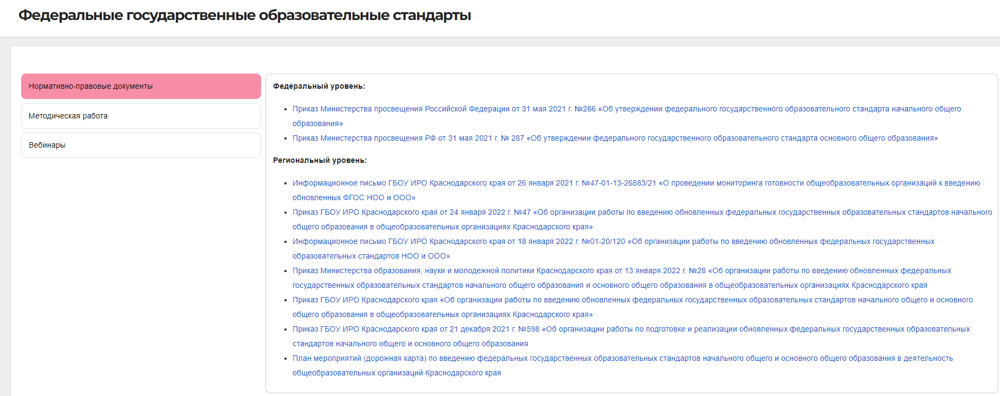 Федеральные государственные образовательные стандарты
Нормативно-правовые документы
Методическая работа
Вебинары
Федеральный уровень:
Приказ Министерства просвещения Российской Федерации от 31 мая 2021 г. №286 «Об утверждении федерального государственного образовательного стандарта начального общего
образования»
Приказ Министерства просвещения РФ от 31 мая 2021 г. № 287 «Об утверждении федерального государственного образовательного стандарта основного общего образования»
Региональный уровень:
Информационное письмо ГБОУ ИРО Краснодарского края от 26 января 2021 г. №47-01-13-26883/21 «О проведении мониторинга готовности общеобразовательных организаций к введению
обновленных ФГОС НОО и ООО»
Приказ ГБОУ ИРО Краснодарского края от 24 января 2022 г. №47 «Об организации работы по введению обновленных федеральных государственных образовательных стандартов начального
общего образования в общеобразовательных организациях Краснодарского края»
Информационное письмо ГБОУ ИРО Краснодарского края от 18 января 2022 г. №01-20/120 «Об организации работы по введению обновленных федеральных государственных
образовательных стандартов НОО и ООО»
Приказ Министерства образования, науки и молодежной политики Краснодарского края от 13 января 2022 г. №28 «Об организации работы по введению обновленных федеральных
государственных образовательных стандартов начального общего образования и основного общего образования в общеобразовательных организациях Краснодарского края
Приказ ГБОУ ИРО Краснодарского края «Об организации работы по введению обновленных федеральных государственных образовательных стандартов начального общего и основного
общего образования в общеобразовательных организациях Краснодарского края»
Приказ ГБОУ ИРО Краснодарского края от 21 декабря 2021 г. №598 «Об организации работы по подготовке и реализации обновленных федеральных государственных образовательных
стандартов начального общего и основного общего образования
План мероприятий (дорожная карта) по введению федеральных государственных образовательных стандартов начального общего и основного общего образования в деятельность
общеобразовательных организаций Краснодарского края